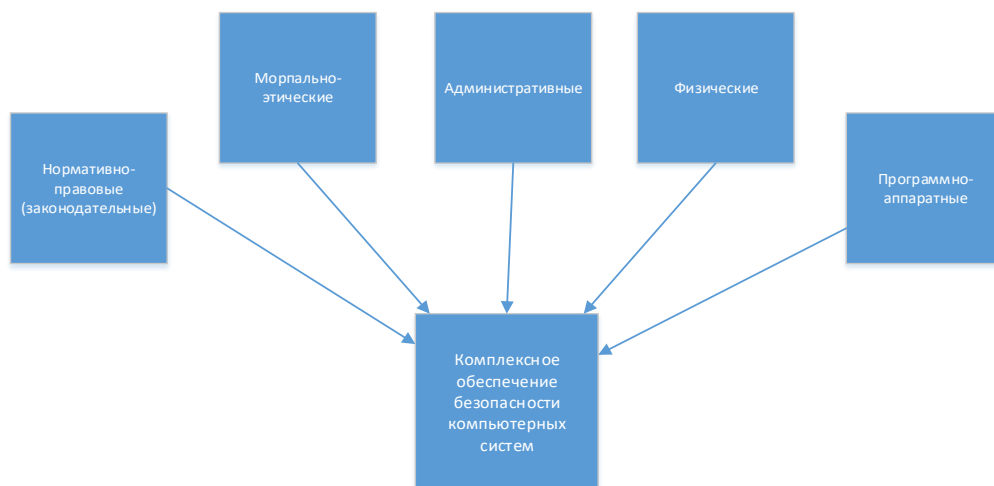 Морпально-
этические
Административные
Физические
Нормативно-
правовые
(законодательные)
Программно-
аппаратные
Комплексное
обеспечение
безопасности
компьютерных
систем